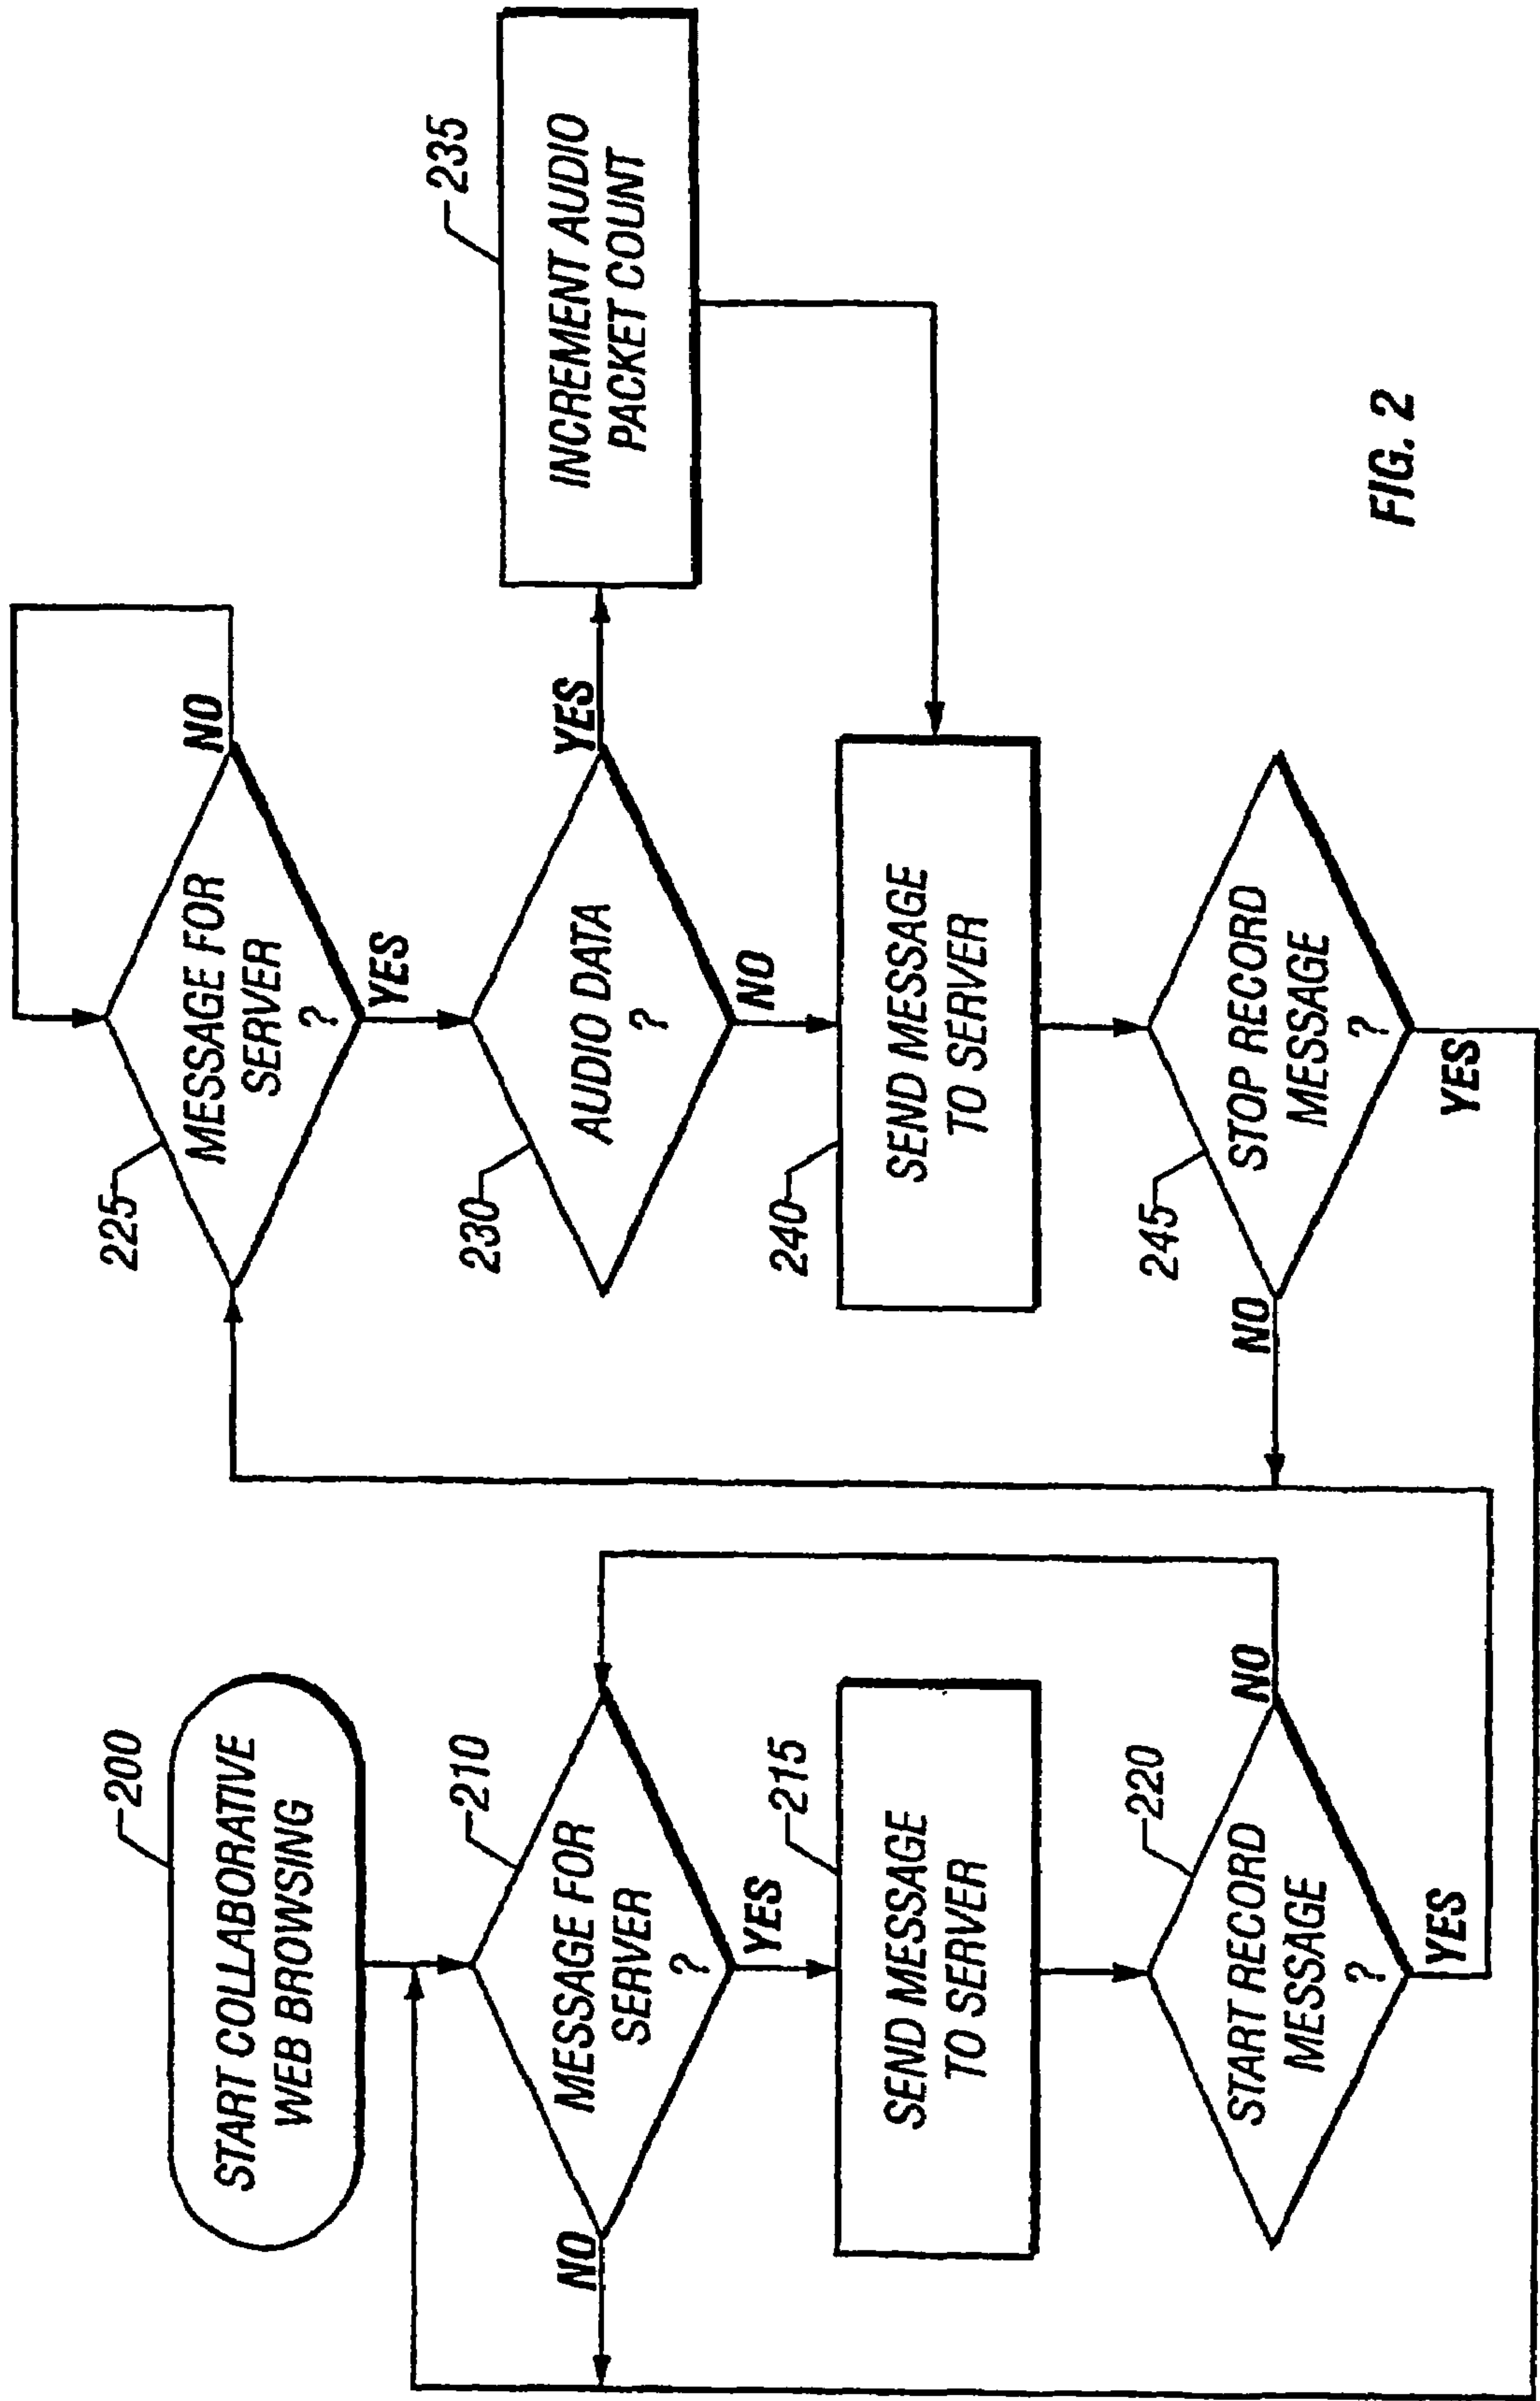 200
START COLLABORATIVE
WEB BROWSING
210
MESSAGE FOR
SERVER
?
NO
YES
215
SEND MESSAGE
TO SERVER
220
START RECORD
MESSAGE
?
NO
YES
225
MESSAGE FOR
SERVER
?
NO
YES
230
AUDIO DATA
?
YES
NO
235
INCREMENT AUDIO
PACKET COUNT
240
SEND MESSAGE
TO SERVER
245
STOP RECORD
MESSAGE
?
NO
YES
FIG. 2